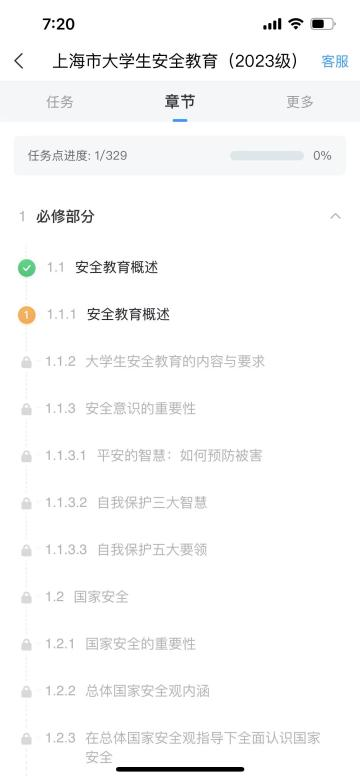 7:20
上海市大学生安全教育（2023级）
客服
任务
章节
更多
任务点进度: 1/329
0%
1 必修部分
1.1 安全教育概述
1 1.1.1 安全教育概述
1.1.2 大学生安全教育的内容与要求
1.1.3 安全意识的重要性
1.1.3.1 平安的智慧：如何预防被害
1.1.3.2 自我保护三大智慧
1.1.3.3 自我保护五大要领
1.2 国家安全
1.2.1 国家安全的重要性
1.2.2 总体国家安全观内涵
1.2.3 在总体国家安全观指导下全面认识国家
安全